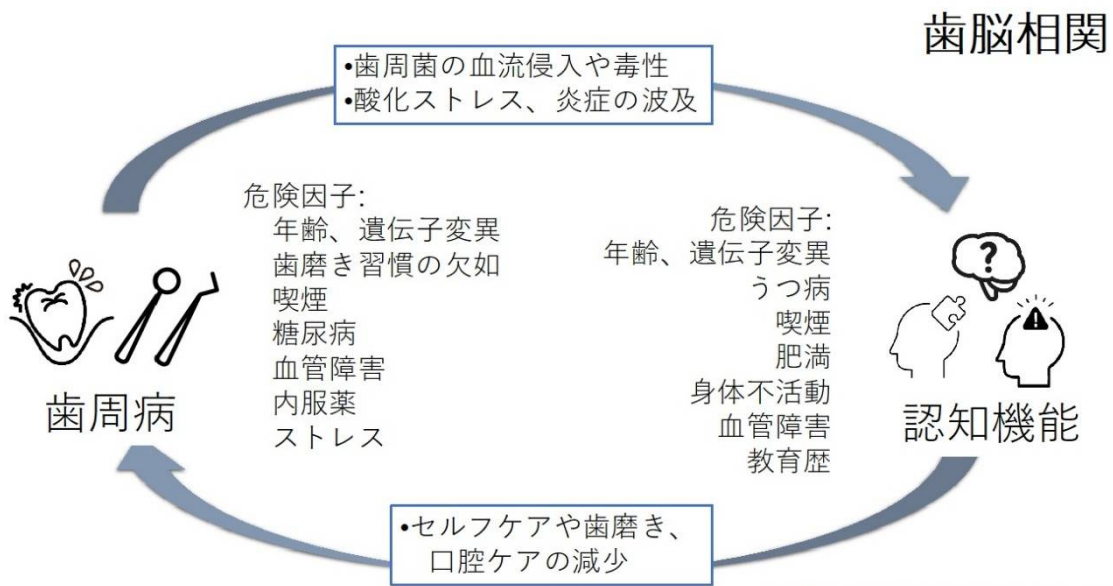 歯脳相関
•歯周菌の血流侵入や毒性
•酸化ストレス、炎症の波及
危険因子:
年齢、遺伝子変異
歯磨き習慣の欠如
喫煙
糖尿病
血管障害
内服薬
ストレス
歯周病
危険因子:
年齢、遺伝子変異
うつ病
喫煙
肥満
身体不活動
血管障害
教育歴
?
!
認知機能
•セルフケアや歯磨き、
口腔ケアの減少